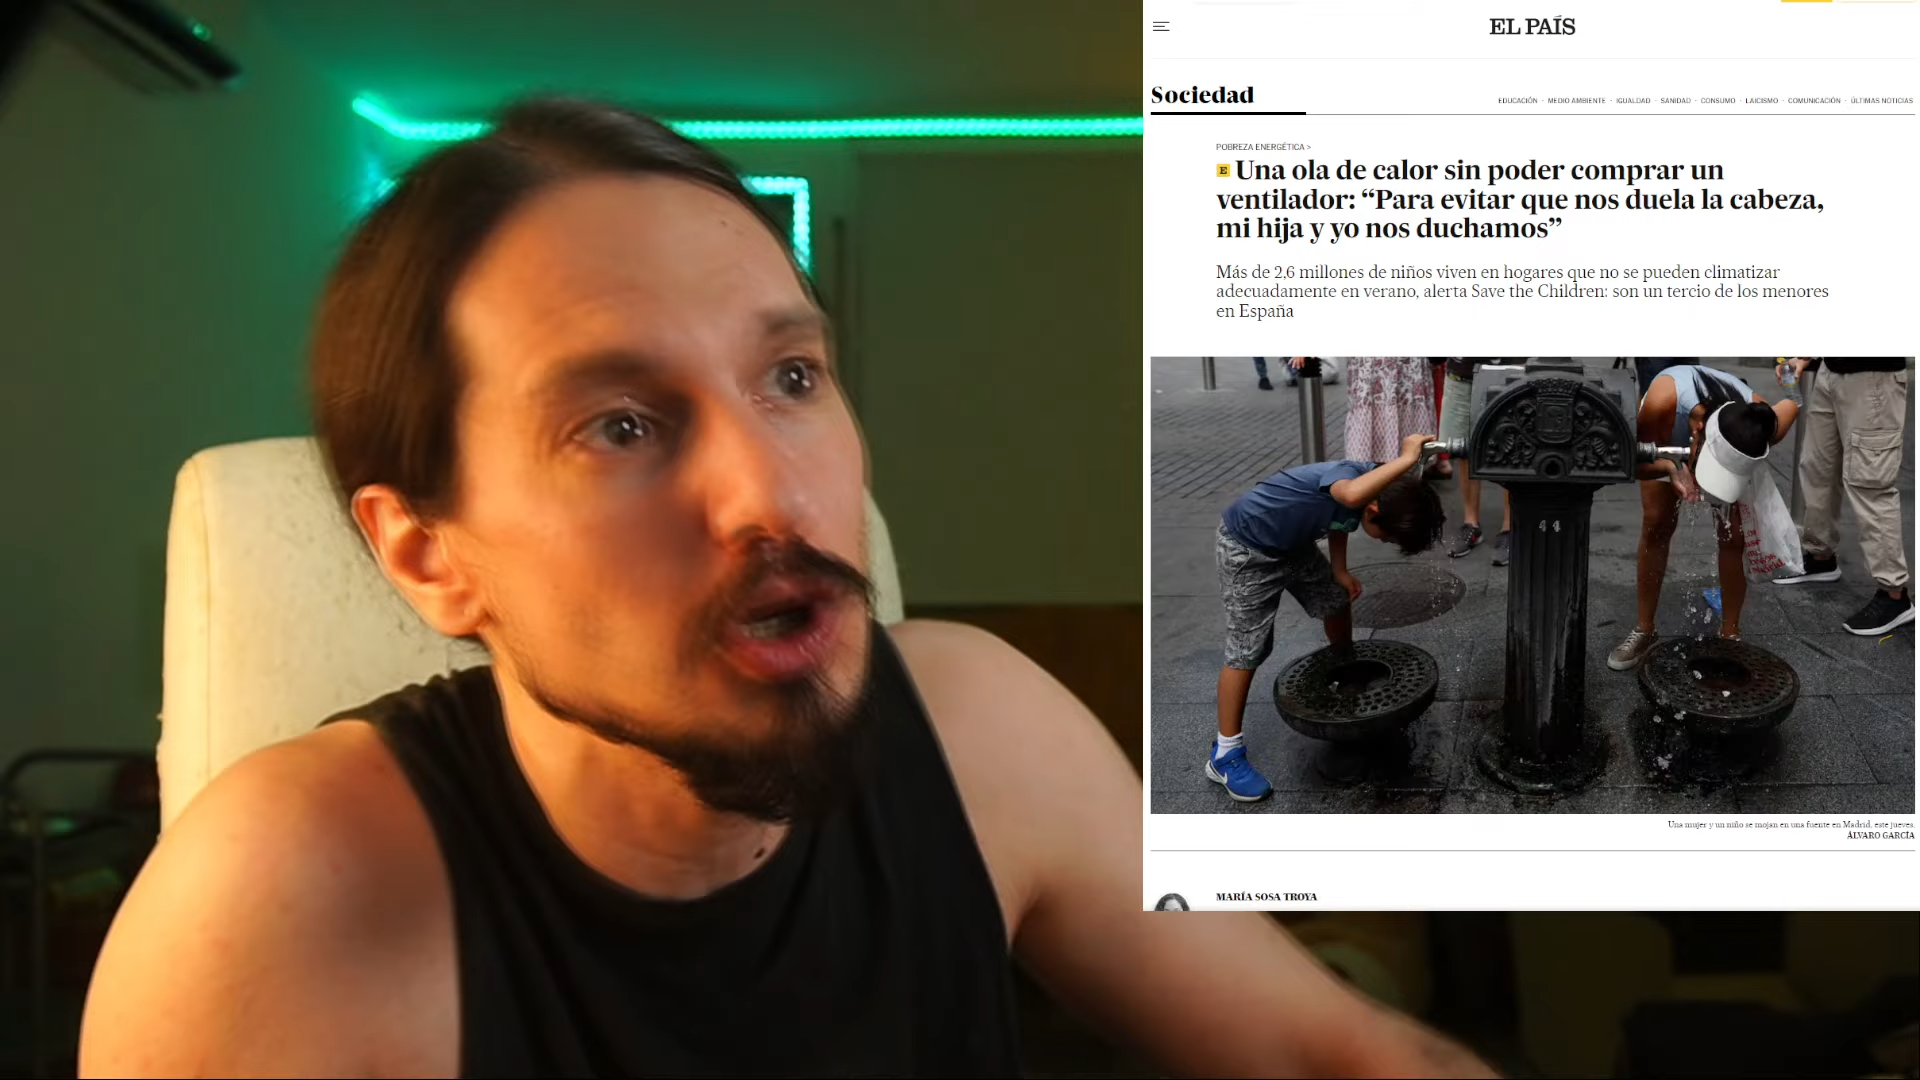 EL PAÍS
Sociedad
EDUCACIÓN · MEDIO AMBIENTE · IGUALDAD · SANIDAD · CONSUMO · LAICISMO · COMUNICACIÓN · ÚLTIMAS NOTICIAS
POBREZA ENERGÉTICA >
E Una ola de calor sin poder comprar un
ventilador: “Para evitar que nos duela la cabeza,
mi hija y yo nos duchamos”
Más de 2,6 millones de niños viven en hogares que no se pueden climatizar
adecuadamente en verano, alerta Save the Children: son un tercio de los menores
en España
44
Una mujer y un niño se mojan en una fuente en Madrid, este jueves.
ÁLVARO GARCÍA
MARÍA SOSA TROYA